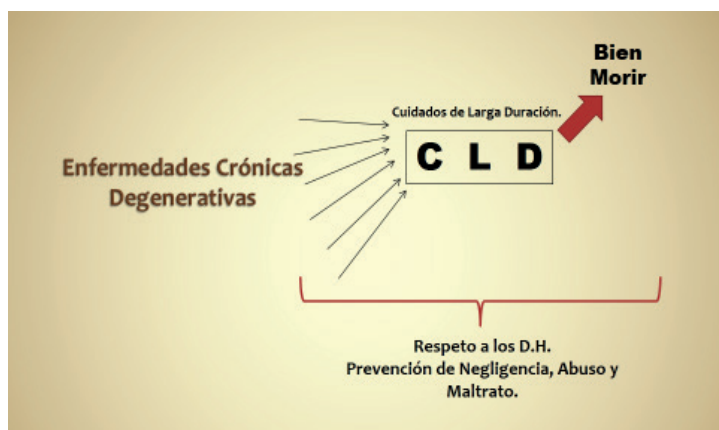 Bien
Morir
Cuidados de Larga Duración.
C L D
Enfermedades Crónicas
Degenerativas
Respeto a los D.H.
Prevención de Negligencia, Abuso y
Maltrato.